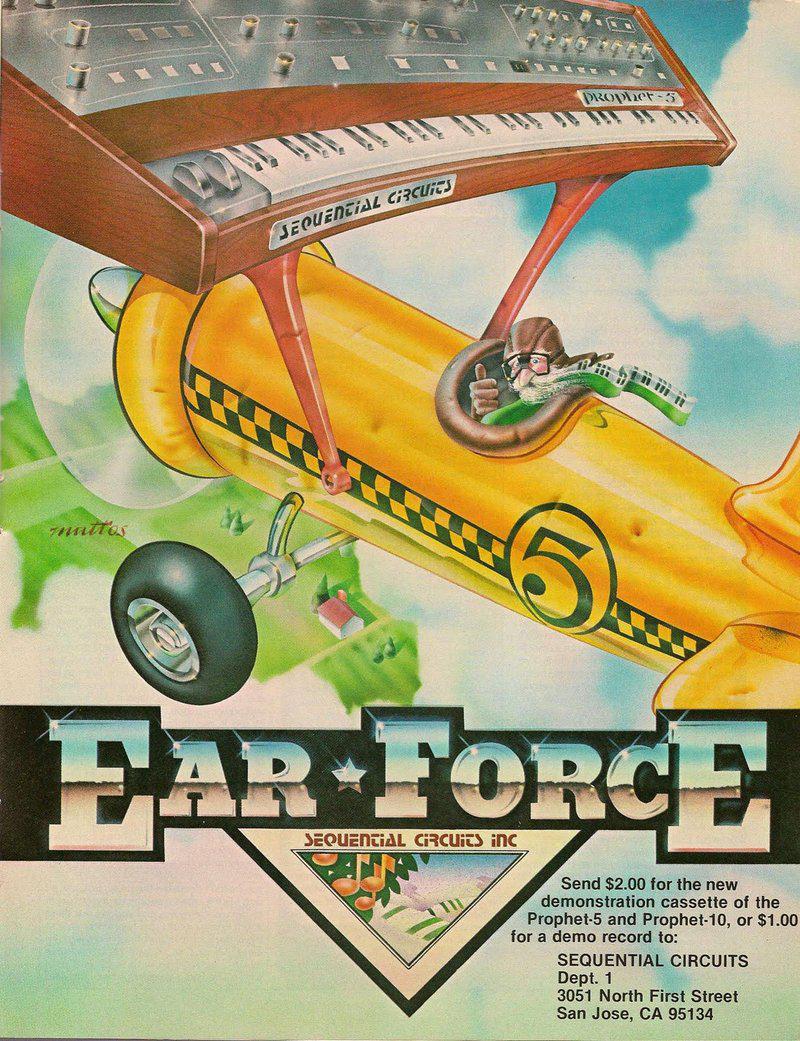 prophet-5
SEQUENTIAL CIRCUITS
5
mattos
EAR FORCE
SEQUENTIAL CIRCUITS INC
Send $2.00 for the new
demonstration cassette of the
Prophet-5 and Prophet-10, or $1.00
for a demo record to:
SEQUENTIAL CIRCUITS
Dept. 1
3051 North First Street
San Jose, CA 95134